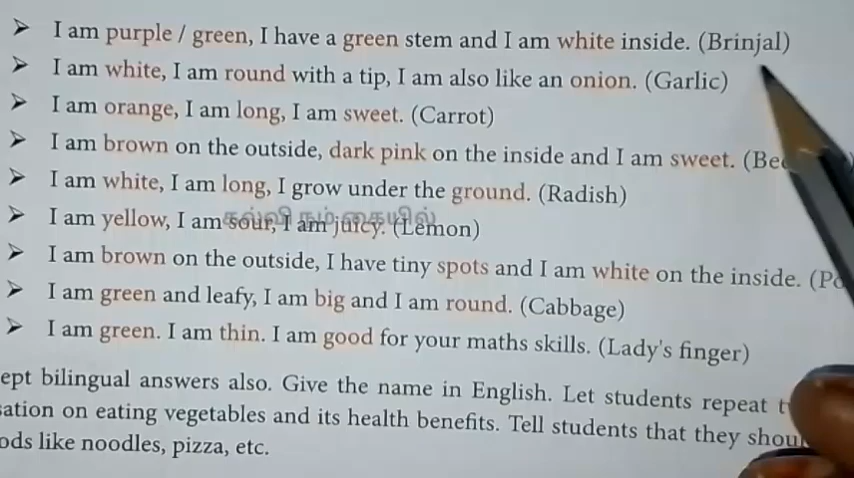 ➤ I am purple / green, I have a green stem and I am white inside. (Brinjal)
➤ I am white, I am round with a tip, I am also like an onion. (Garlic)
➤ I am orange, I am long, I am sweet. (Carrot)
➤ I am brown on the outside, dark pink on the inside and I am sweet.
➤ I am white, I am long, I grow under the ground. (Radish)
➤ I am yellow, I am sour, I am juicy. (Lemon)
கல்வி நம் கையில்
➤ I am brown on the outside, I have tiny spots and I am white on the inside.
➤ I am green and leafy, I am big and I am round. (Cabbage)
➤ I am green. I am thin. I am good for your maths skills. (Lady's finger)
ept bilingual answers also. Give the name in English. Let students repeat
sation on eating vegetables and its health benefits. Tell students that they
ods like noodles, pizza, etc.